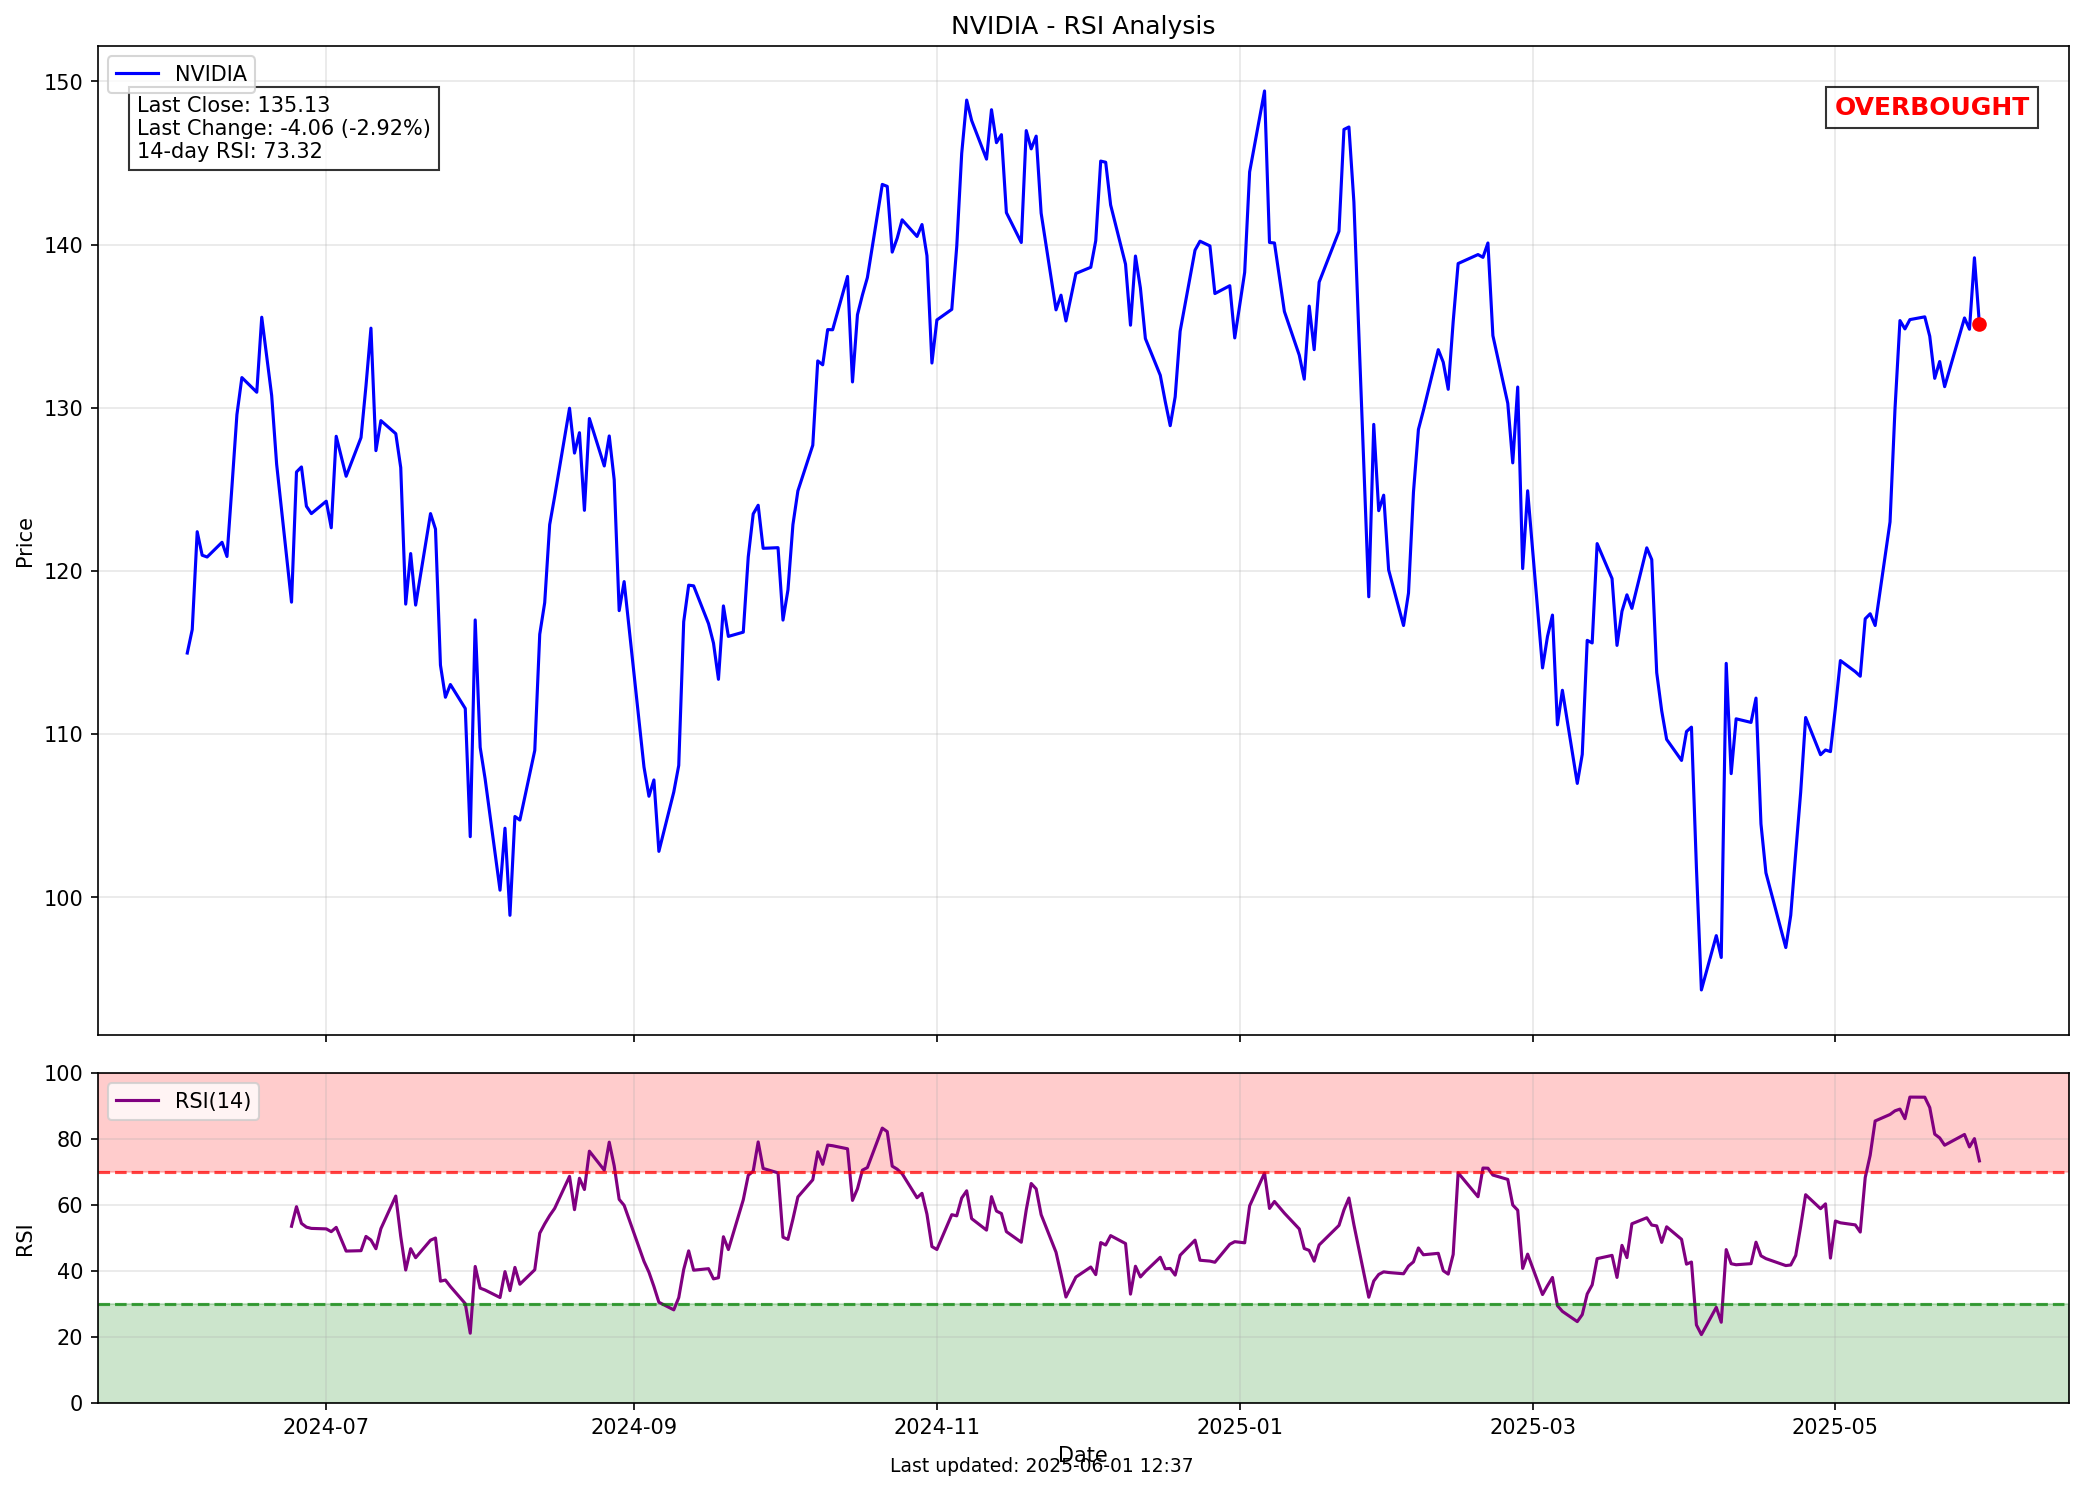 NVIDIA - RSI Analysis
NVIDIA
Last Close: 135.13
Last Change: -4.06 (-2.92%)
14-day RSI: 73.32
OVERBOUGHT
150
140
130
120
110
100
Price
RSI(14)
100
80
60
40
20
0
RSI
2024-07
2024-09
2024-11
2025-01
2025-03
2025-05
Date
Last updated: 2025-06-01 12:37